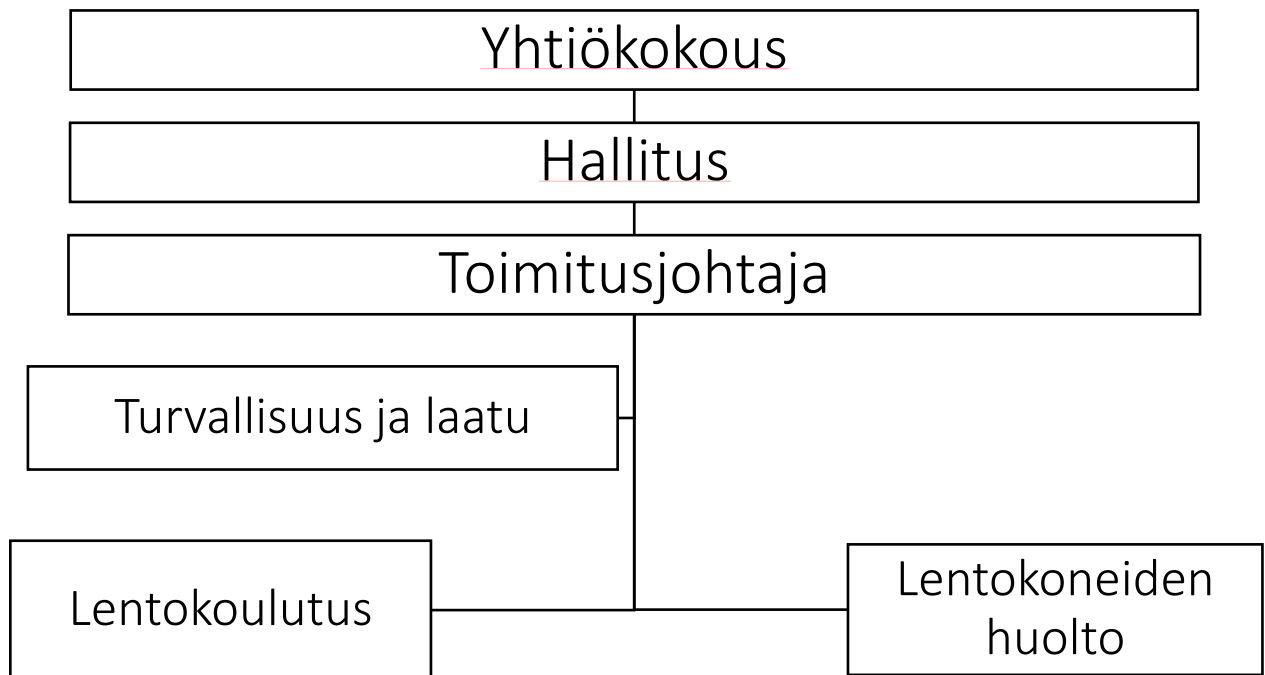 Yhtiökokous
Hallitus
Toimitusjohtaja
Turvallisuus ja laatu
Lentokoulutus
Lentokoneiden
huolto